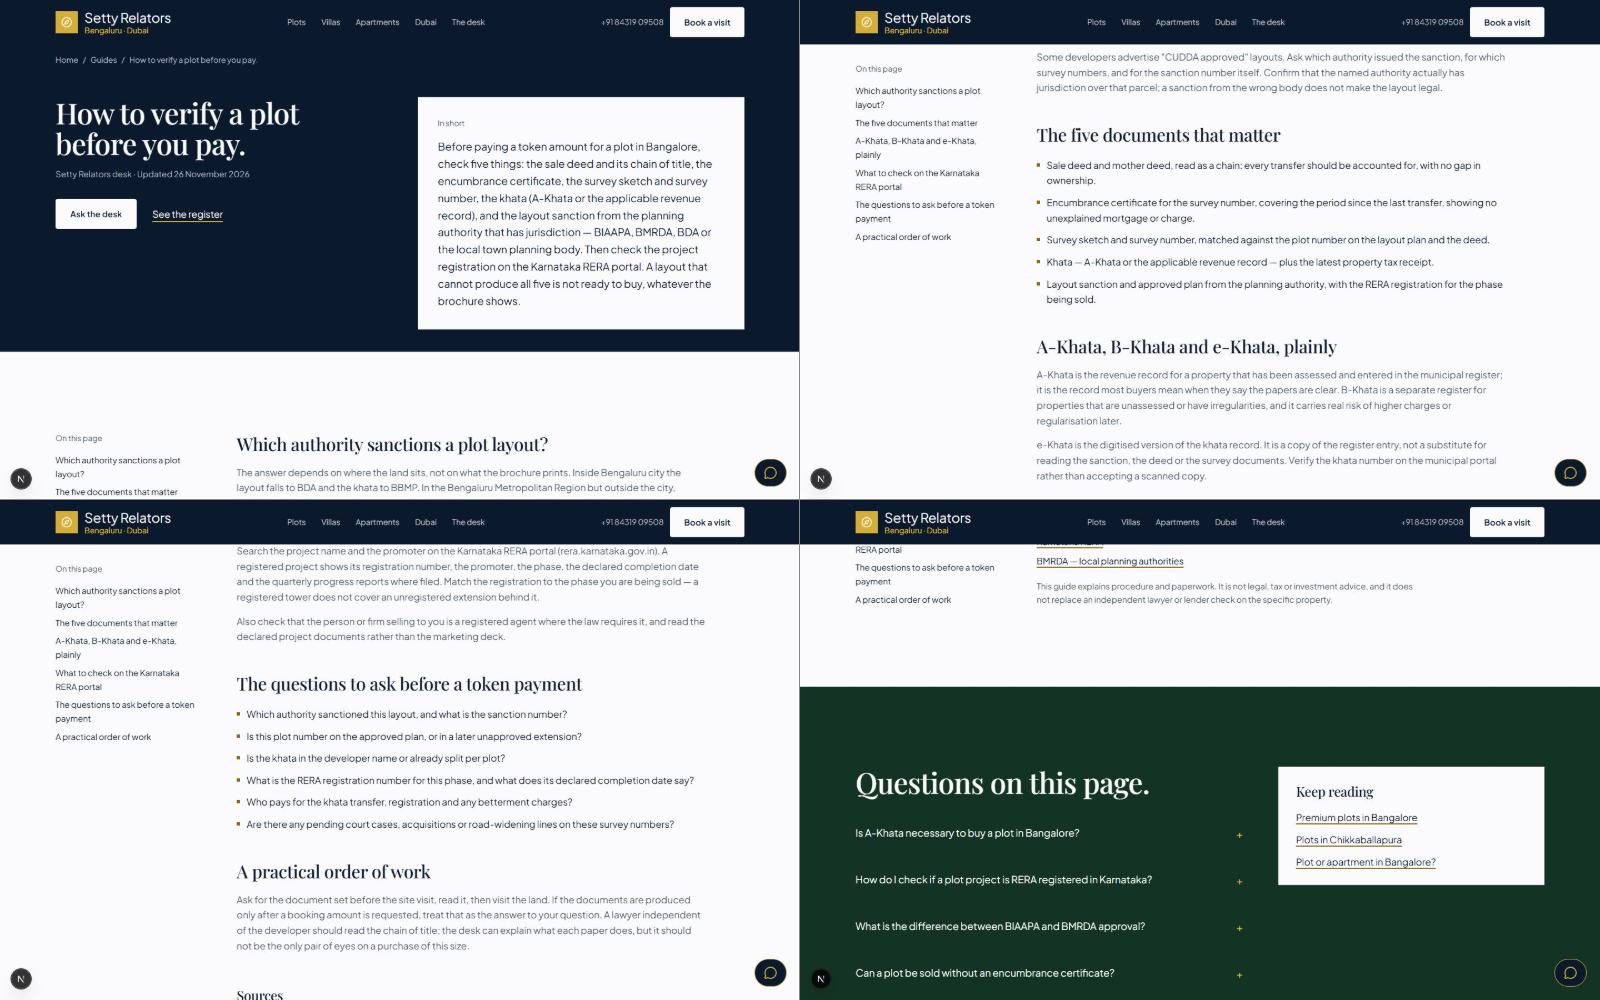 Setty Relators
Bengaluru · Dubai
Plots
Villas
Apartments
Dubai
The desk
+91 84319 09508
Book a visit
Home / Guides / How to verify a plot before you pay.
How to verify a plot
before you pay.
Setty Relators desk · Updated 26 November 2026
Ask the desk
See the register
In short
Before paying a token amount for a plot in Bangalore,
check five things: the sale deed and its chain of title, the
encumbrance certificate, the survey sketch and survey
number, the khata (A-Khata or the applicable revenue
record), and the layout sanction from the planning
authority that has jurisdiction — BIAAPA, BMRDA, BDA or
the local town planning body. Then check the project
registration on the Karnataka RERA portal. A layout that
cannot produce all five is not ready to buy, whatever the
brochure shows.
On this page
Which authority sanctions a plot
layout?
The five documents that matter
Which authority sanctions a plot layout?
The answer depends on where the land sits, not on what the brochure prints. Inside Bengaluru city the
layout falls to BDA and the khata to BBMP. In the Bengaluru Metropolitan Region but outside the city,
N
Setty Relators
Bengaluru · Dubai
Plots
Villas
Apartments
Dubai
The desk
+91 84319 09508
Book a visit
On this page
Which authority sanctions a plot
layout?
The five documents that matter
A-Khata, B-Khata and e-Khata,
plainly
What to check on the Karnataka
RERA portal
The questions to ask before a token
payment
A practical order of work
Some developers advertise "CUDDA approved" layouts. Ask which authority issued the sanction, for which
survey numbers, and for the sanction number itself. Confirm that the named authority actually has
jurisdiction over that parcel; a sanction from the wrong body does not make the layout legal.
The five documents that matter
Sale deed and mother deed, read as a chain: every transfer should be accounted for, with no gap in
ownership.
Encumbrance certificate for the survey number, covering the period since the last transfer, showing no
unexplained mortgage or charge.
Survey sketch and survey number, matched against the plot number on the layout plan and the deed.
Khata — A-Khata or the applicable revenue record — plus the latest property tax receipt.
Layout sanction and approved plan from the planning authority, with the RERA registration for the phase
being sold.
A-Khata, B-Khata and e-Khata, plainly
A-Khata is the revenue record for a property that has been assessed and entered in the municipal register;
it is the record most buyers mean when they say the papers are clear. B-Khata is a separate register for
properties that are unassessed or have irregularities, and it carries real risk of higher charges or
regularisation later.
e-Khata is the digitised version of the khata record. It is a copy of the register entry, not a substitute for
reading the sanction, the deed or the survey documents. Verify the khata number on the municipal portal
rather than accepting a scanned copy.
N
Setty Relators
Bengaluru · Dubai
Plots
Villas
Apartments
Dubai
The desk
+91 84319 09508
Book a visit
On this page
Which authority sanctions a plot
layout?
The five documents that matter
A-Khata, B-Khata and e-Khata,
plainly
What to check on the Karnataka
RERA portal
The questions to ask before a token
payment
A practical order of work
Search the project name and the promoter on the Karnataka RERA portal (rera.karnataka.gov.in). A
registered project shows its registration number, the promoter, the phase, the declared completion date
and the quarterly progress reports where filed. Match the registration to the phase you are being sold — a
registered tower does not cover an unregistered extension behind it.
Also check that the person or firm selling to you is a registered agent where the law requires it, and read the
declared project documents rather than the marketing deck.
The questions to ask before a token payment
Which authority sanctioned this layout, and what is the sanction number?
Is this plot number on the approved plan, or in a later unapproved extension?
Is the khata in the developer name or already split per plot?
What is the RERA registration number for this phase, and what does its declared completion date say?
Who pays for the khata transfer, registration and any betterment charges?
Are there any pending court cases, acquisitions or road-widening lines on these survey numbers?
A practical order of work
Ask for the document set before the site visit, read it, then visit the land. If the documents are produced
only after a booking amount is requested, treat that as the answer to your question. A lawyer independent
of the developer should read the chain of title; the desk can explain what each paper does, but it should
not be the only pair of eyes on a purchase of this size.
Sources
N
Setty Relators
Bengaluru · Dubai
Plots
Villas
Apartments
Dubai
The desk
+91 84319 09508
Book a visit
RERA portal
The questions to ask before a token
payment
A practical order of work
BMRDA — local planning authorities
This guide explains procedure and paperwork. It is not legal, tax or investment advice, and it does
not replace an independent lawyer or lender check on the specific property.
Questions on this page.
Is A-Khata necessary to buy a plot in Bangalore?
+
How do I check if a plot project is RERA registered in Karnataka?
+
What is the difference between BIAAPA and BMRDA approval?
+
Can a plot be sold without an encumbrance certificate?
+
Keep reading
Premium plots in Bangalore
Plots in Chikkaballapura
Plot or apartment in Bangalore?
N